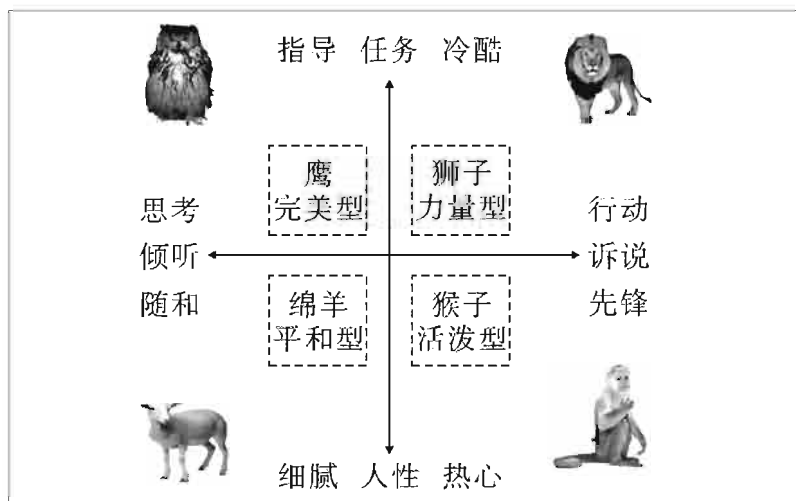 指导 任务 冷酷
鹰
完美型
狮子
力量型
思考
倾听
随和
行动
诉说
先锋
绵羊
平和型
猴子
活泼型
细腻 人性 热心